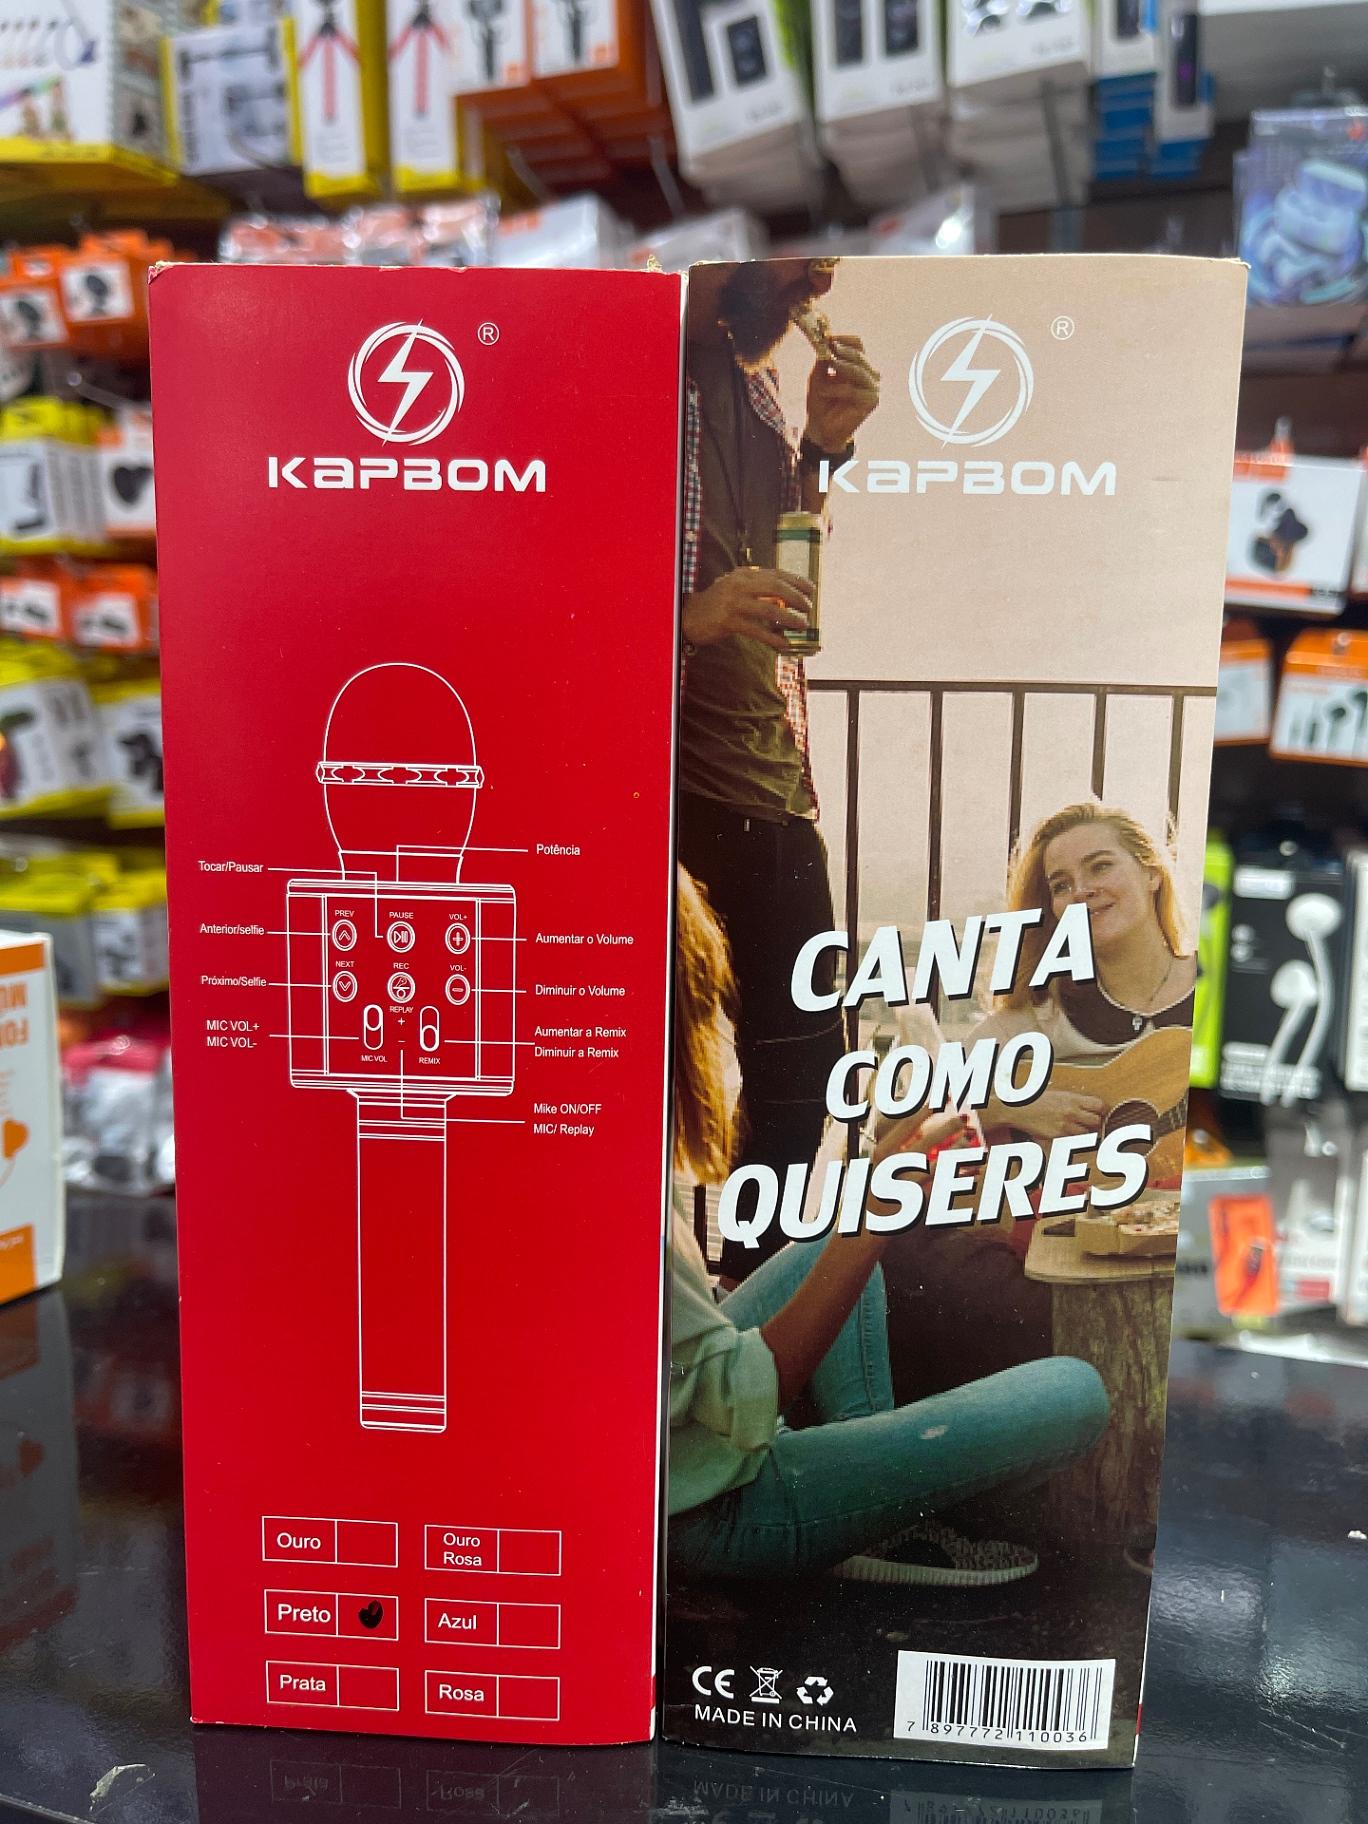 ®
KAPBOM
Potência
Tocar/Pausar
PREV
PAUSE
VOL+
Anterior/selfie
Aumentar o Volume
NEXT
REC
VOL-
Próximo/Selfie
Diminuir o Volume
REPLAY
+
-
MIC VOL+
MIC VOL-
Aumentar a Remix
Diminuir a Remix
MIC VOL
REMIX
Mike ON/OFF
MIC/ Replay
Ouro
Ouro
Rosa
Preto
Azul
Prata
Rosa
®
KAPBOM
CANTA
COMO
QUISERES
CE
MADE IN CHINA
7 897772 110036